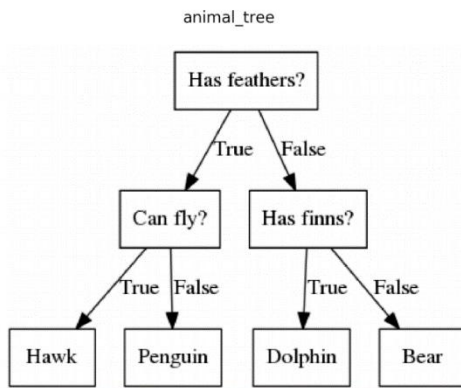 animal_tree
Has feathers?
True
False
Can fly?
Has finns?
True
False
True
False
Hawk
Penguin
Dolphin
Bear